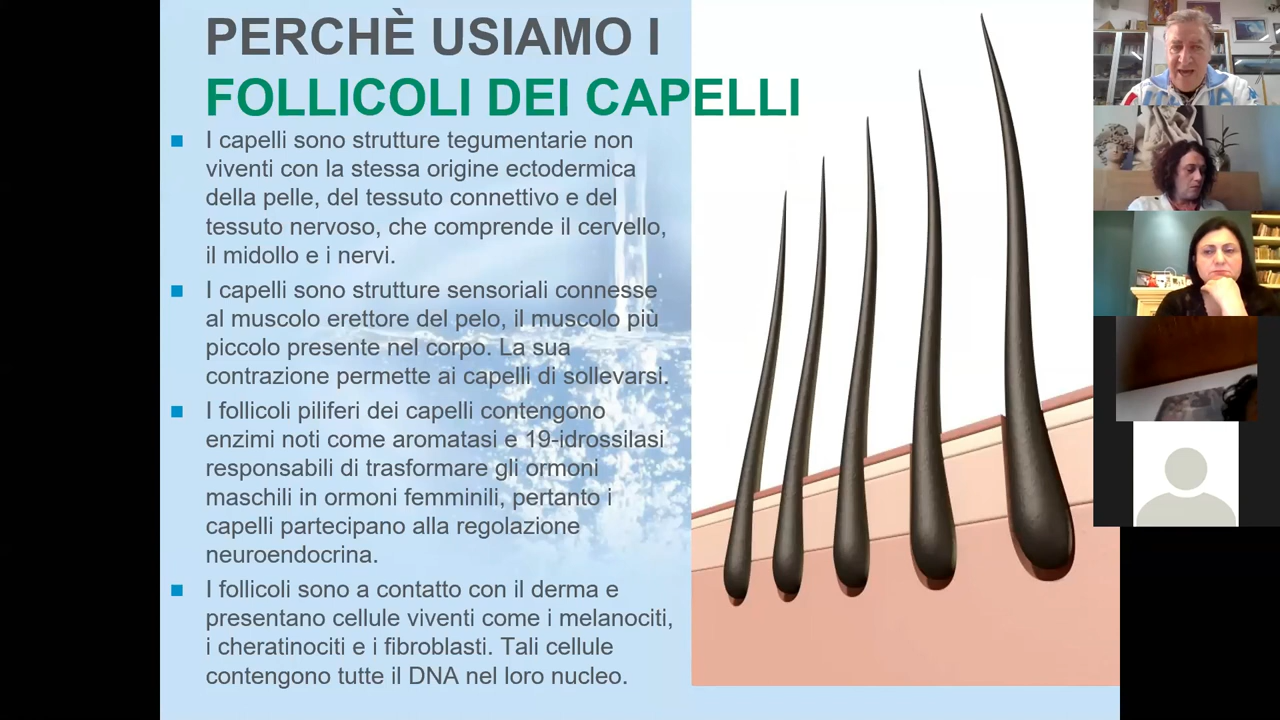 PERCHÈ USIAMO I
FOLLICOLI DEI CAPELLI
I capelli sono strutture tegumentarie non
viventi con la stessa origine ectodermica
della pelle, del tessuto connettivo e del
tessuto nervoso, che comprende il cervello,
il midollo e i nervi.
I capelli sono strutture sensoriali connesse
al muscolo erettore del pelo, il muscolo più
piccolo presente nel corpo. La sua
contrazione permette ai capelli di sollevarsi.
I follicoli piliferi dei capelli contengono
enzimi noti come aromatasi e 19-idrossilasi
responsabili di trasformare gli ormoni
maschili in ormoni femminili, pertanto i
capelli partecipano alla regolazione
neuroendocrina.
I follicoli sono a contatto con il derma e
presentano cellule viventi come i melanociti,
i cheratinociti e i fibroblasti. Tali cellule
contengono tutte il DNA nel loro nucleo.